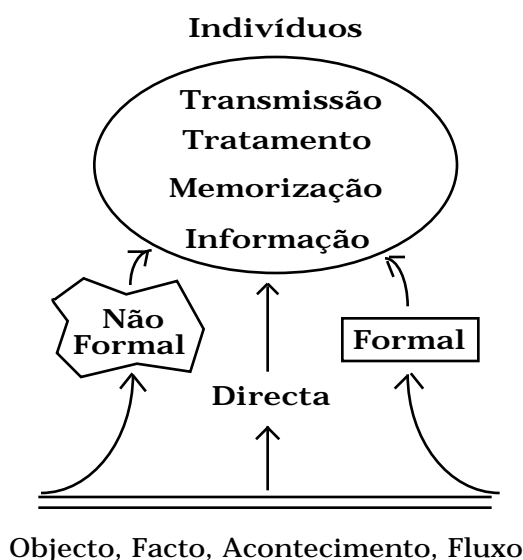 Indivíduos
Transmissão
Tratamento
Memorização
Informação
Não
Formal
Formal
Directa
Objecto, Facto, Acontecimento, Fluxo